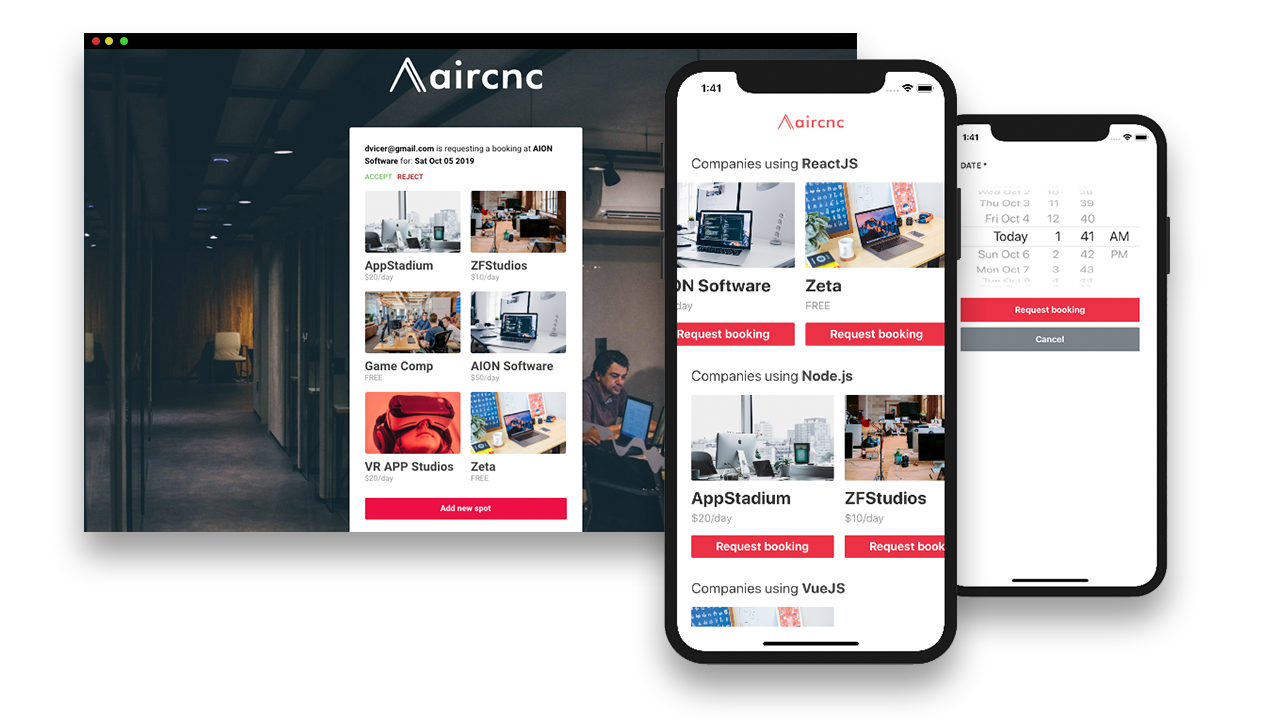 aircnc
dvicer@gmail.com is requesting a booking at AION
Software for: Sat Oct 05 2019
ACCEPT REJECT
AppStadium ZFStudios
$20/day $10/day
Game Comp AION Software
FREE $50/day
VR APP Studios Zeta
$20/day FREE
Add new spot
1:41
aircnc
Companies using ReactJS
ON Software Zeta
day FREE
Request booking Request booking
Companies using Node.js
AppStadium ZFStudios
$20/day $10/day
Request booking Request book
Companies using VueJS
1:41
DATE *
Wed Oct 2 10 38
Thu Oct 3 11 39
Fri Oct 4 12 40
Today 1 41 AM
Sun Oct 6 2 42 PM
Mon Oct 7 3 43
Tue Oct 8 4 44
Request booking
Cancel